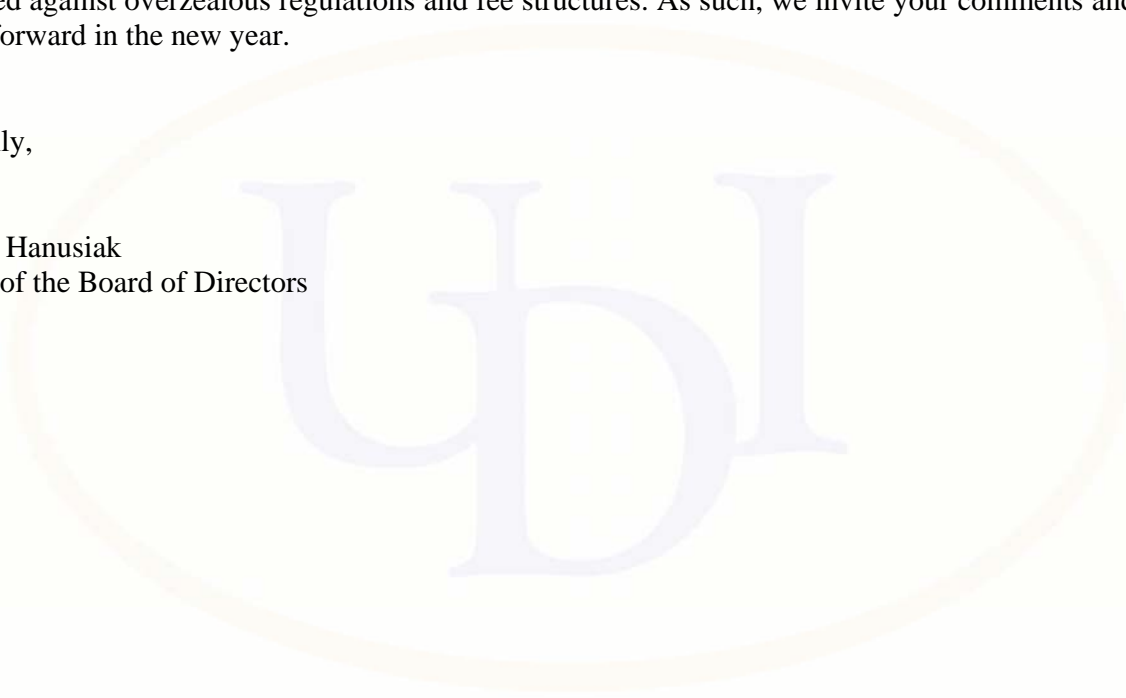 ed against overzealous regulations and fee structures. As such, we invite your comments and
forward in the new year.
ly,
Hanusiak
of the Board of Directors
UDI